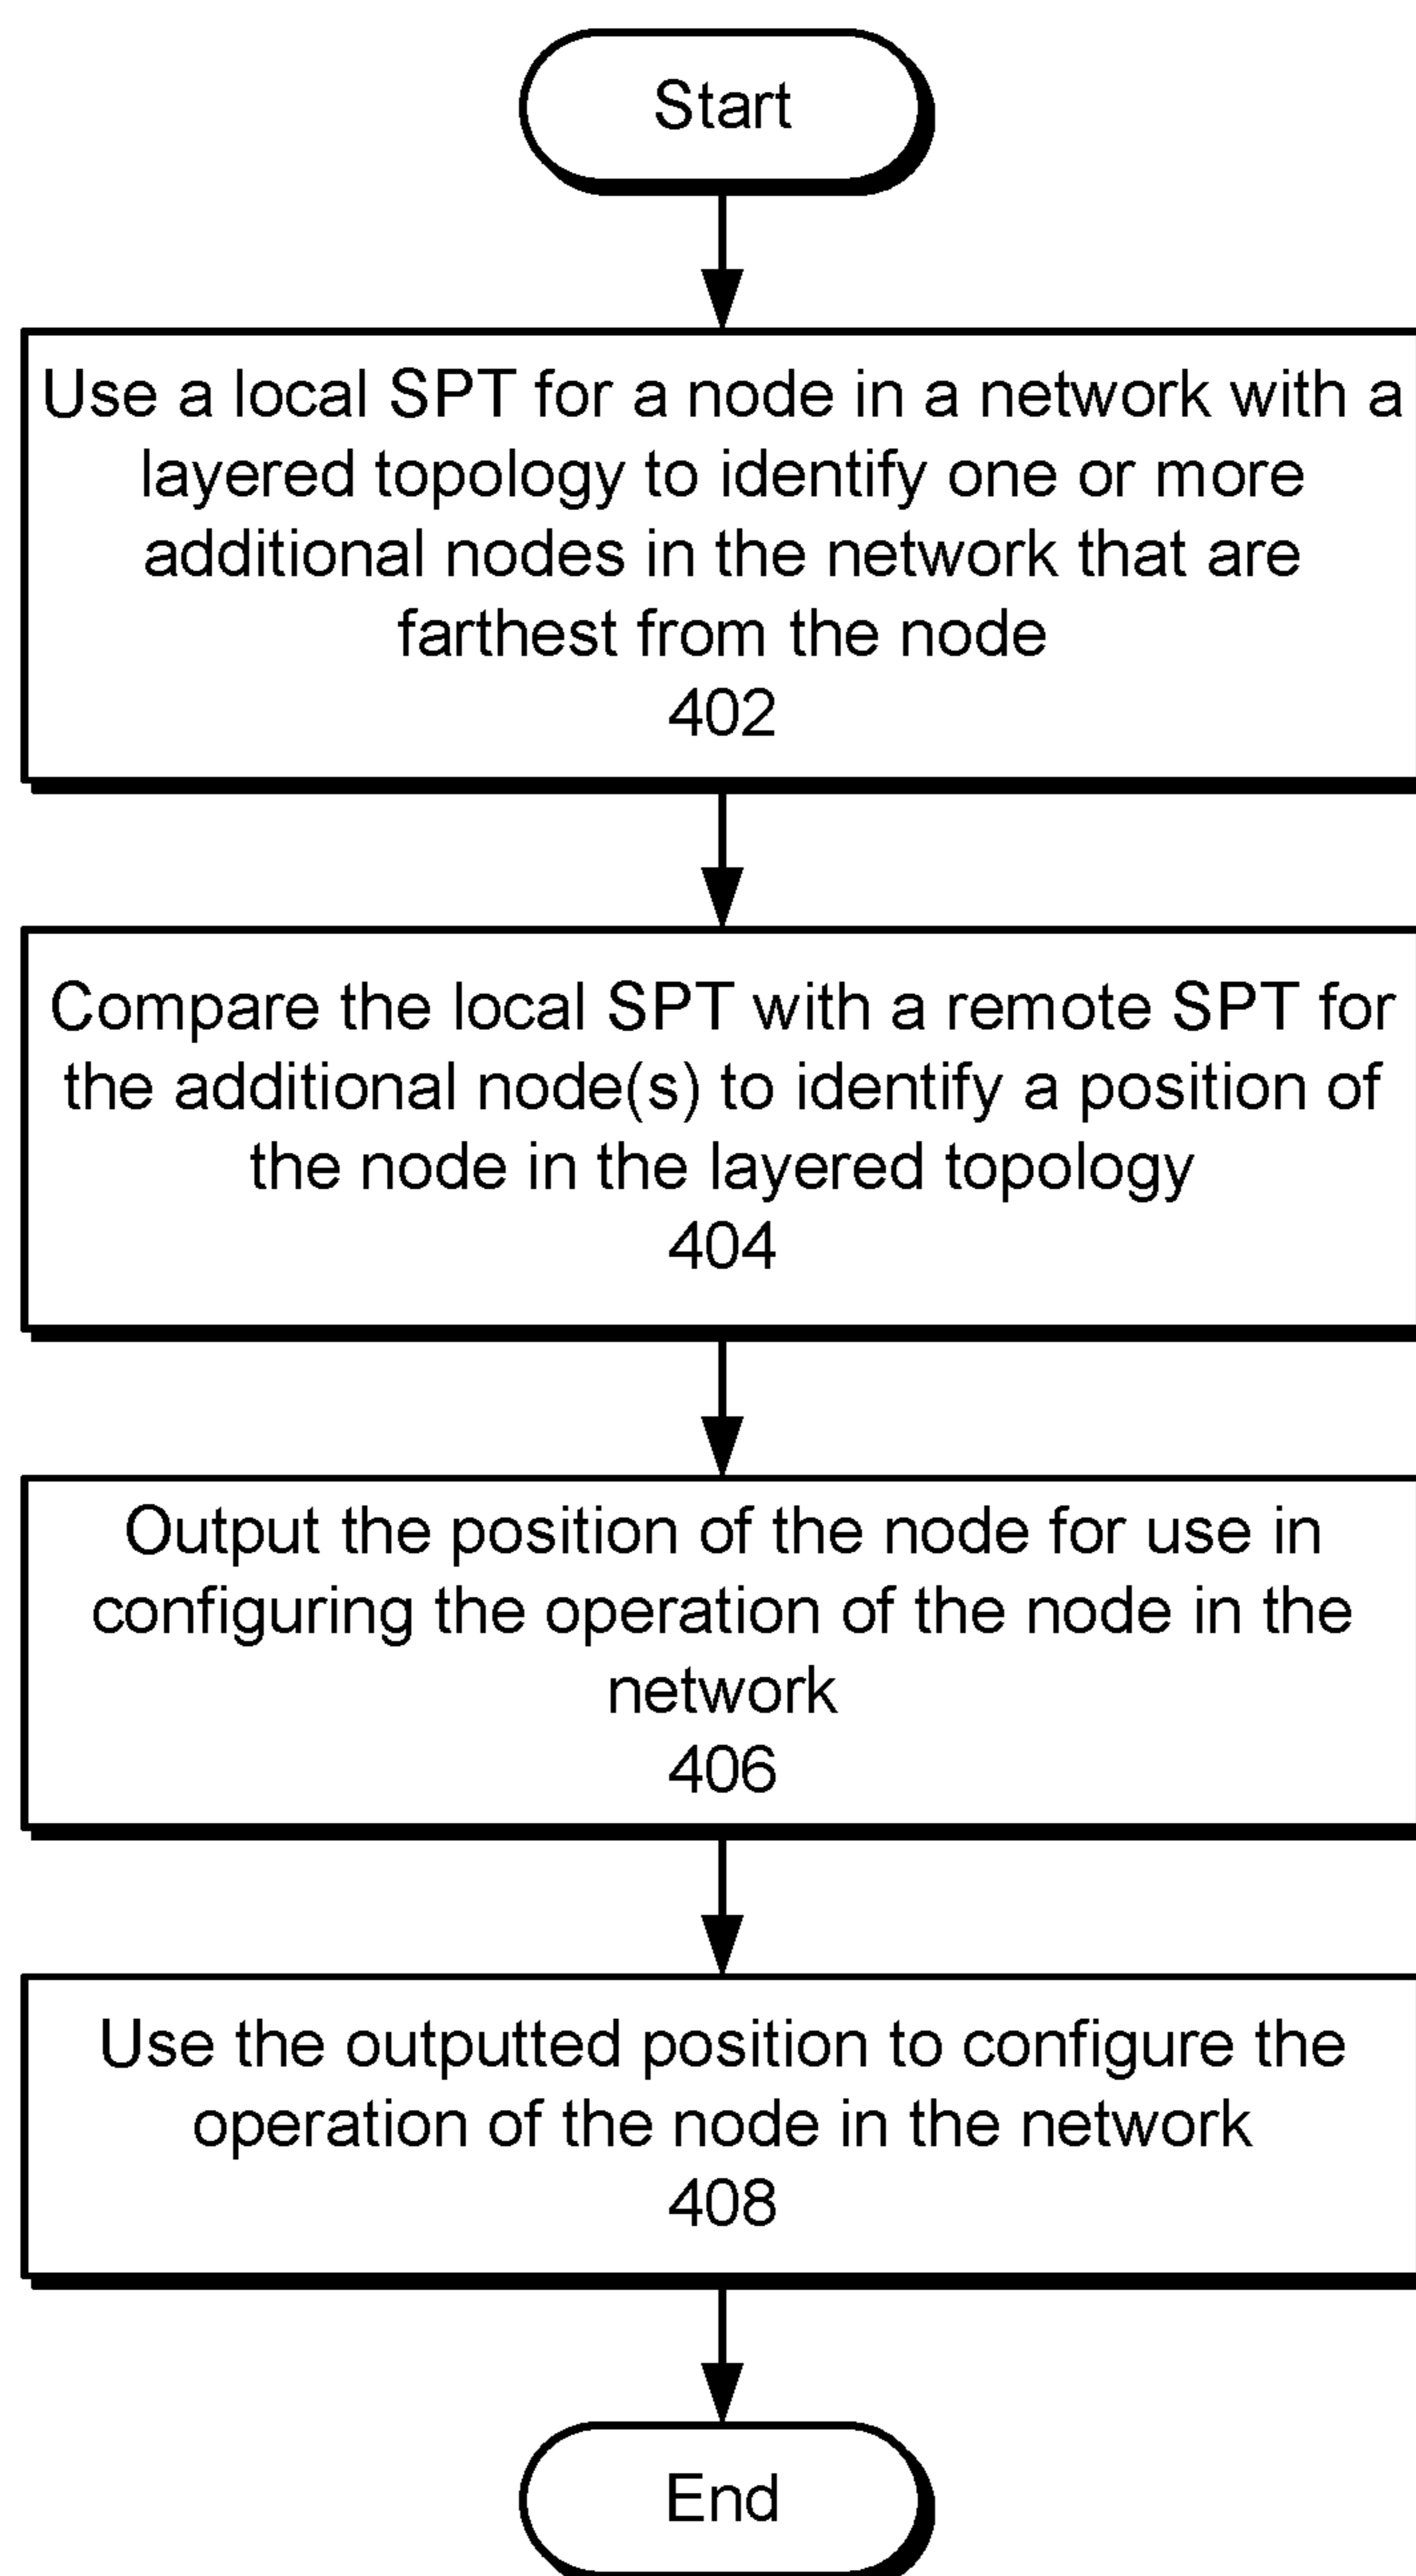 Start
Use a local SPT for a node in a network with a
layered topology to identify one or more
additional nodes in the network that are
farthest from the node
402
Compare the local SPT with a remote SPT for
the additional node(s) to identify a position of
the node in the layered topology
404
Output the position of the node for use in
configuring the operation of the node in the
network
406
Use the outputted position to configure the
operation of the node in the network
408
End